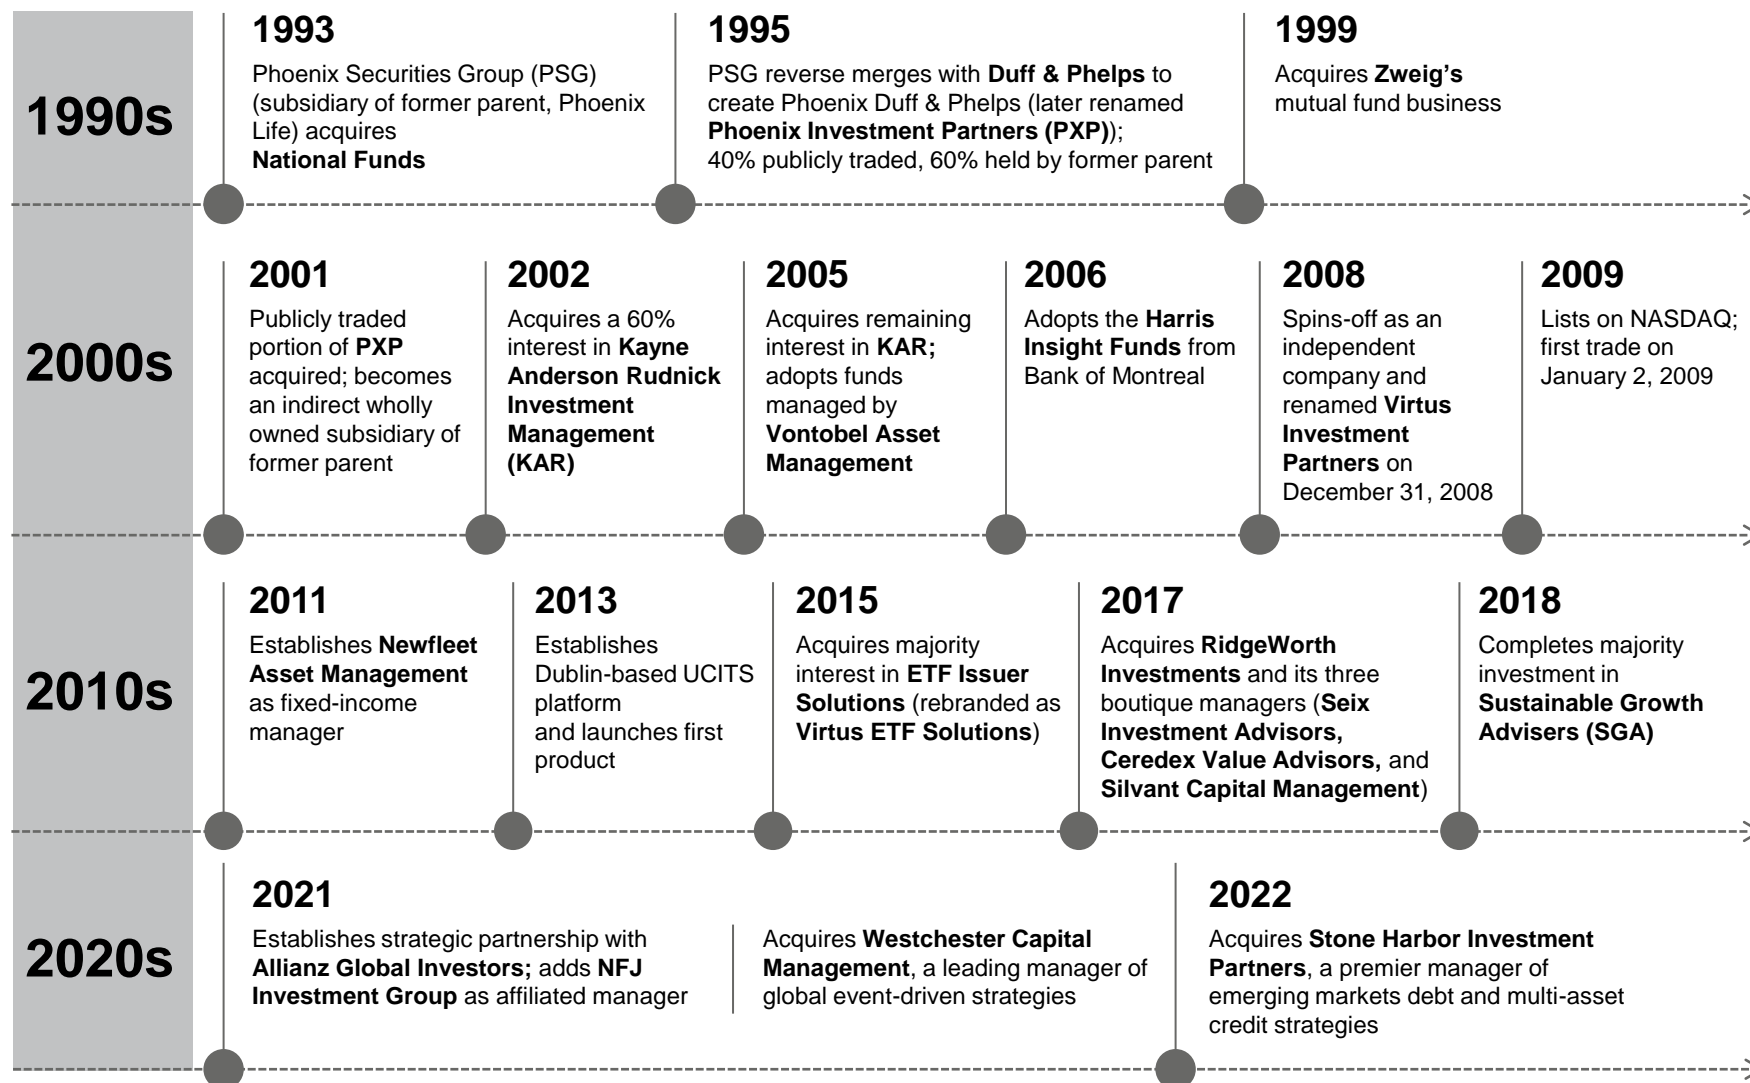 1990s
1993
Phoenix Securities Group (PSG)
(subsidiary of former parent, Phoenix
Life) acquires
National Funds
1995
PSG reverse merges with Duff & Phelps to
create Phoenix Duff & Phelps (later renamed
Phoenix Investment Partners (PXP));
40% publicly traded, 60% held by former parent
1999
Acquires Zweig's
mutual fund business
2000s
2001
Publicly traded
portion of PXP
acquired; becomes
an indirect wholly
owned subsidiary of
former parent
2002
Acquires a 60%
interest in Kayne
Anderson Rudnick
Investment
Management
(KAR)
2005
Acquires remaining
interest in KAR;
adopts funds
managed by
Vontobel Asset
Management
2006
Adopts the Harris
Insight Funds from
Bank of Montreal
2008
Spins-off as an
independent
company and
renamed Virtus
Investment
Partners on
December 31, 2008
2009
Lists on NASDAQ;
first trade on
January 2, 2009
2010s
2011
Establishes Newfleet
Asset Management
as fixed-income
manager
2013
Establishes
Dublin-based UCITS
platform
and launches first
product
2015
Acquires majority
interest in ETF Issuer
Solutions (rebranded as
Virtus ETF Solutions)
2017
Acquires RidgeWorth
Investments and its three
boutique managers (Seix
Investment Advisors,
Ceredex Value Advisors, and
Silvant Capital Management)
2018
Completes majority
investment in
Sustainable Growth
Advisers (SGA)
2020s
2021
Establishes strategic partnership with
Allianz Global Investors; adds NFJ
Investment Group as affiliated manager
Acquires Westchester Capital
Management, a leading manager of
global event-driven strategies
2022
Acquires Stone Harbor Investment
Partners, a premier manager of
emerging markets debt and multi-asset
credit strategies